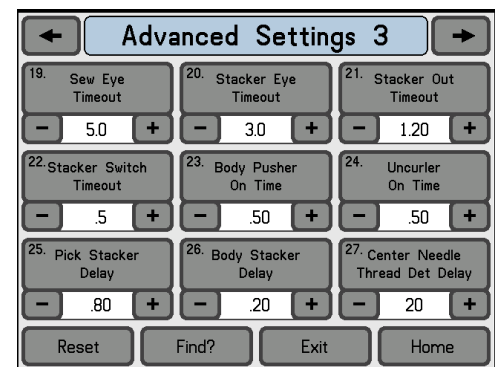 Advanced Settings 3
19. Sew Eye
Timeout
- 5.0 +
20. Stacker Eye
Timeout
- 3.0 +
21. Stacker Out
Timeout
- 1.20 +
22. Stacker Switch
Timeout
- .5 +
23. Body Pusher
On Time
- .50 +
24. Uncurler
On Time
- .50 +
25. Pick Stacker
Delay
- .80 +
26. Body Stacker
Delay
- .20 +
27. Center Needle
Thread Det Delay
- 20 +
Reset
Find?
Exit
Home